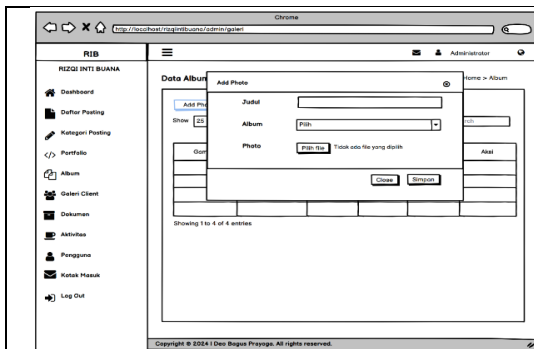 Chrome
http://localhost/rizqiintibuana/admin/galeri
RIB
Administrator
RIZQI INTI BUANA
Dashboard
Daftar Posting
Kategori Posting
Portfolio
Album
Galeri Client
Dokumen
Aktivitas
Pengguna
Kotak Masuk
Log Out
Data Album
Home > Album
Add Photo
Judul
Album
Pilih
Photo
Pilih file
Tidak ada file yang dipilih
Close
Simpan
Show 25
Aksi
Showing 1 to 4 of 4 entries
Copyright © 2024 | Deo Bagus Prayoga. All rights reserved.